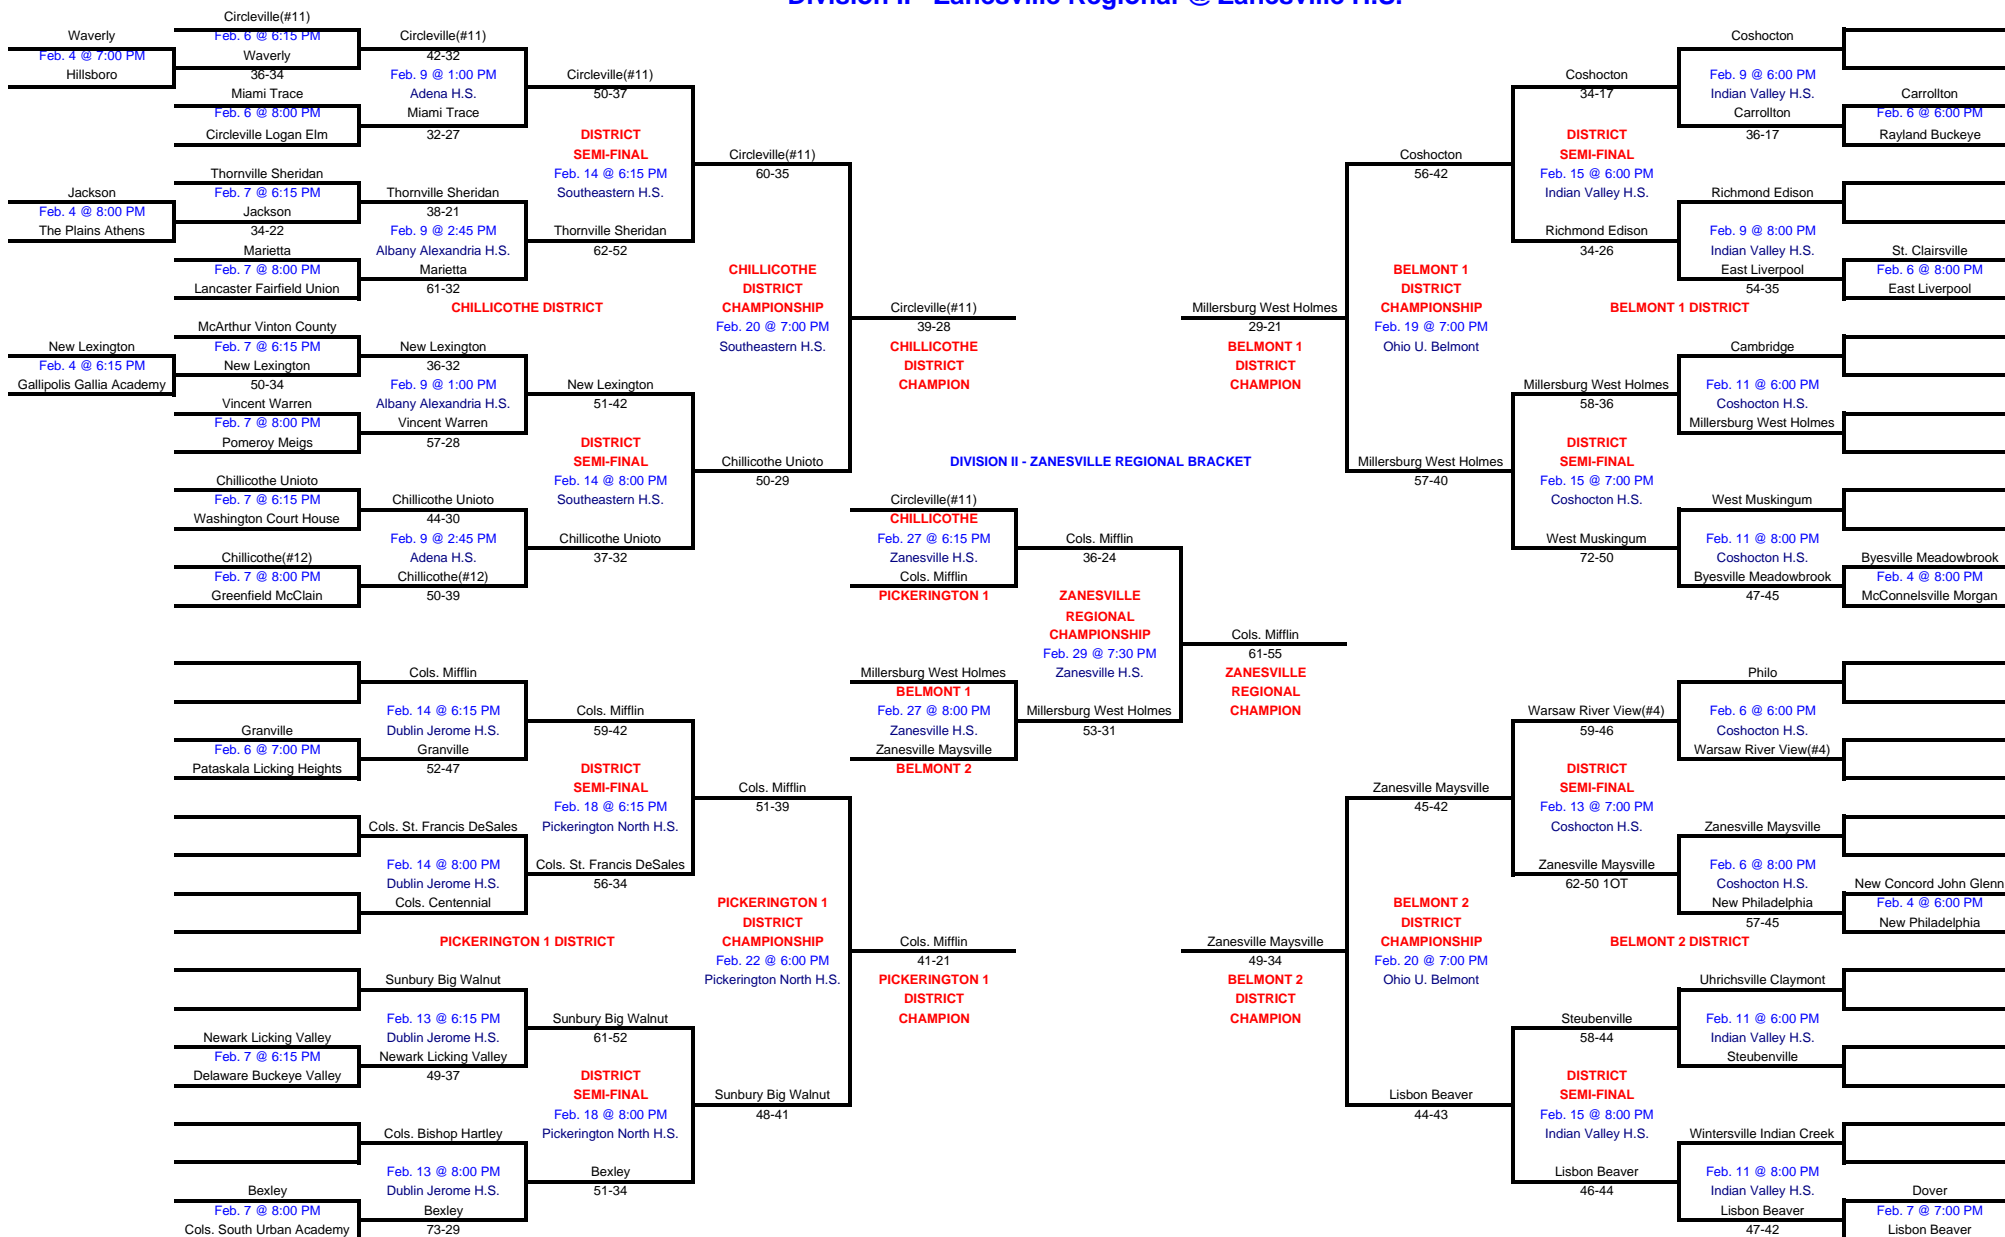 Division II - Zanesville Regional @ Zanesville H.S.
Circleville(#11)
Waverly
Feb. 6 @ 6:15 PM
Circleville(#11)
Feb. 4 @ 7:00 PM
Waverly
42-32
Hillsboro
36-34
Feb. 9 @ 1:00 PM
Circleville(#11)
Miami Trace
Adena H.S.
50-37
Feb. 6 @ 8:00 PM
Miami Trace
Circleville Logan Elm
32-27
DISTRICT
SEMI-FINAL
Feb. 14 @ 6:15 PM
Southeastern H.S.
Circleville(#11)
60-35
Thornville Sheridan
Jackson
Feb. 7 @ 6:15 PM
Thornville Sheridan
Feb. 4 @ 8:00 PM
Jackson
38-21
The Plains Athens
34-22
Feb. 9 @ 2:45 PM
Thornville Sheridan
Marietta
Albany Alexandria H.S.
62-52
Feb. 7 @ 8:00 PM
Marietta
Lancaster Fairfield Union
61-32
CHILLICOTHE DISTRICT
CHILLICOTHE
DISTRICT
CHAMPIONSHIP
Feb. 20 @ 7:00 PM
Southeastern H.S.
Circleville(#11)
39-28
CHILLICOTHE
DISTRICT
CHAMPION
McArthur Vinton County
New Lexington
Feb. 7 @ 6:15 PM
New Lexington
Feb. 4 @ 6:15 PM
New Lexington
36-32
Gallipolis Gallia Academy
50-34
Feb. 9 @ 1:00 PM
New Lexington
Vincent Warren
Albany Alexandria H.S.
51-42
Feb. 7 @ 8:00 PM
Vincent Warren
Pomeroy Meigs
57-28
DISTRICT
SEMI-FINAL
Feb. 14 @ 8:00 PM
Southeastern H.S.
Chillicothe Unioto
50-29
Chillicothe Unioto
Feb. 7 @ 6:15 PM
Chillicothe Unioto
Washington Court House
44-30
Feb. 9 @ 2:45 PM
Chillicothe Unioto
Chillicothe(#12)
Adena H.S.
37-32
Feb. 7 @ 8:00 PM
Chillicothe(#12)
Greenfield McClain
50-39
Coshocton
Coshocton
Feb. 9 @ 6:00 PM
34-17
Indian Valley H.S.
Carrollton
Carrollton
Feb. 6 @ 6:00 PM
36-17
Rayland Buckeye
DISTRICT
SEMI-FINAL
Feb. 15 @ 6:00 PM
Indian Valley H.S.
Coshocton
56-42
Richmond Edison
Richmond Edison
Feb. 9 @ 8:00 PM
34-26
Indian Valley H.S.
St. Clairsville
East Liverpool
Feb. 6 @ 8:00 PM
54-35
East Liverpool
BELMONT 1
DISTRICT
CHAMPIONSHIP
Feb. 19 @ 7:00 PM
Ohio U. Belmont
BELMONT 1 DISTRICT
Millersburg West Holmes
29-21
BELMONT 1
DISTRICT
CHAMPION
Cambridge
Millersburg West Holmes
Feb. 11 @ 6:00 PM
58-36
Coshocton H.S.
Millersburg West Holmes
DISTRICT
SEMI-FINAL
Feb. 15 @ 7:00 PM
Coshocton H.S.
Millersburg West Holmes
57-40
West Muskingum
West Muskingum
Feb. 11 @ 8:00 PM
72-50
Coshocton H.S.
Byesville Meadowbrook
Byesville Meadowbrook
Feb. 4 @ 8:00 PM
47-45
McConnelsville Morgan
DIVISION II - ZANESVILLE REGIONAL BRACKET
Circleville(#11)
CHILLICOTHE
Feb. 27 @ 6:15 PM
Cols. Mifflin
Zanesville H.S.
36-24
Cols. Mifflin
PICKERINGTON 1
ZANESVILLE
REGIONAL
CHAMPIONSHIP
Feb. 29 @ 7:30 PM
Zanesville H.S.
Cols. Mifflin
61-55
ZANESVILLE
REGIONAL
CHAMPION
Millersburg West Holmes
BELMONT 1
Feb. 27 @ 8:00 PM
Millersburg West Holmes
Zanesville H.S.
53-31
Zanesville Maysville
BELMONT 2
Cols. Mifflin
Feb. 14 @ 6:15 PM
Cols. Mifflin
Granville
Dublin Jerome H.S.
59-42
Feb. 6 @ 7:00 PM
Granville
Pataskala Licking Heights
52-47
DISTRICT
SEMI-FINAL
Feb. 18 @ 6:15 PM
Pickerington North H.S.
Cols. Mifflin
51-39
Cols. St. Francis DeSales
Feb. 14 @ 8:00 PM
Cols. St. Francis DeSales
Dublin Jerome H.S.
56-34
Cols. Centennial
PICKERINGTON 1 DISTRICT
PICKERINGTON 1
DISTRICT
CHAMPIONSHIP
Feb. 22 @ 6:00 PM
Pickerington North H.S.
Cols. Mifflin
41-21
PICKERINGTON 1
DISTRICT
CHAMPION
Sunbury Big Walnut
Feb. 13 @ 6:15 PM
Sunbury Big Walnut
Newark Licking Valley
Dublin Jerome H.S.
61-52
Feb. 7 @ 6:15 PM
Newark Licking Valley
Delaware Buckeye Valley
49-37
DISTRICT
SEMI-FINAL
Feb. 18 @ 8:00 PM
Pickerington North H.S.
Sunbury Big Walnut
48-41
Cols. Bishop Hartley
Feb. 13 @ 8:00 PM
Bexley
Bexley
Dublin Jerome H.S.
51-34
Feb. 7 @ 8:00 PM
Bexley
Cols. South Urban Academy
73-29
Philo
Warsaw River View(#4)
Feb. 6 @ 6:00 PM
59-46
Coshocton H.S.
Warsaw River View(#4)
DISTRICT
SEMI-FINAL
Feb. 13 @ 7:00 PM
Coshocton H.S.
Zanesville Maysville
45-42
Zanesville Maysville
Zanesville Maysville
Feb. 6 @ 8:00 PM
62-50 1OT
Coshocton H.S.
New Concord John Glenn
New Philadelphia
Feb. 4 @ 6:00 PM
57-45
New Philadelphia
BELMONT 2
DISTRICT
CHAMPIONSHIP
Feb. 20 @ 7:00 PM
Ohio U. Belmont
BELMONT 2 DISTRICT
Zanesville Maysville
49-34
BELMONT 2
DISTRICT
CHAMPION
Uhrichsville Claymont
Steubenville
Feb. 11 @ 6:00 PM
58-44
Indian Valley H.S.
Steubenville
DISTRICT
SEMI-FINAL
Feb. 15 @ 8:00 PM
Indian Valley H.S.
Lisbon Beaver
44-43
Wintersville Indian Creek
Lisbon Beaver
Feb. 11 @ 8:00 PM
46-44
Indian Valley H.S.
Dover
Lisbon Beaver
Feb. 7 @ 7:00 PM
47-42
Lisbon Beaver